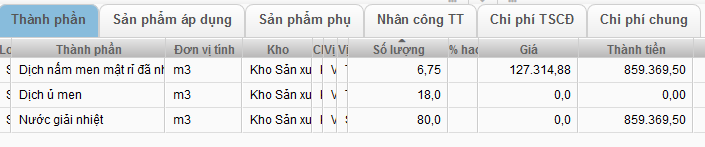 Thành phần Sản phẩm áp dụng Sản phẩm phụ Nhân công TT Chi phí TSCĐ Chi phí chung
Lo Thành phần Đơn vị tính Kho Cl Vị Vị Số lượng % hao Giá Thành tiền
S Dịch nấm men mật rỉ đã nh m3 Kho Sản xu V T 6,75 127.314,88 859.369,50
Dịch ủ men m3 Kho Sản xu V T 18,0 0,0 0,00
S Nước giải nhiệt m3 Kho Sản xu V S 80,0 0,0 859.369,50